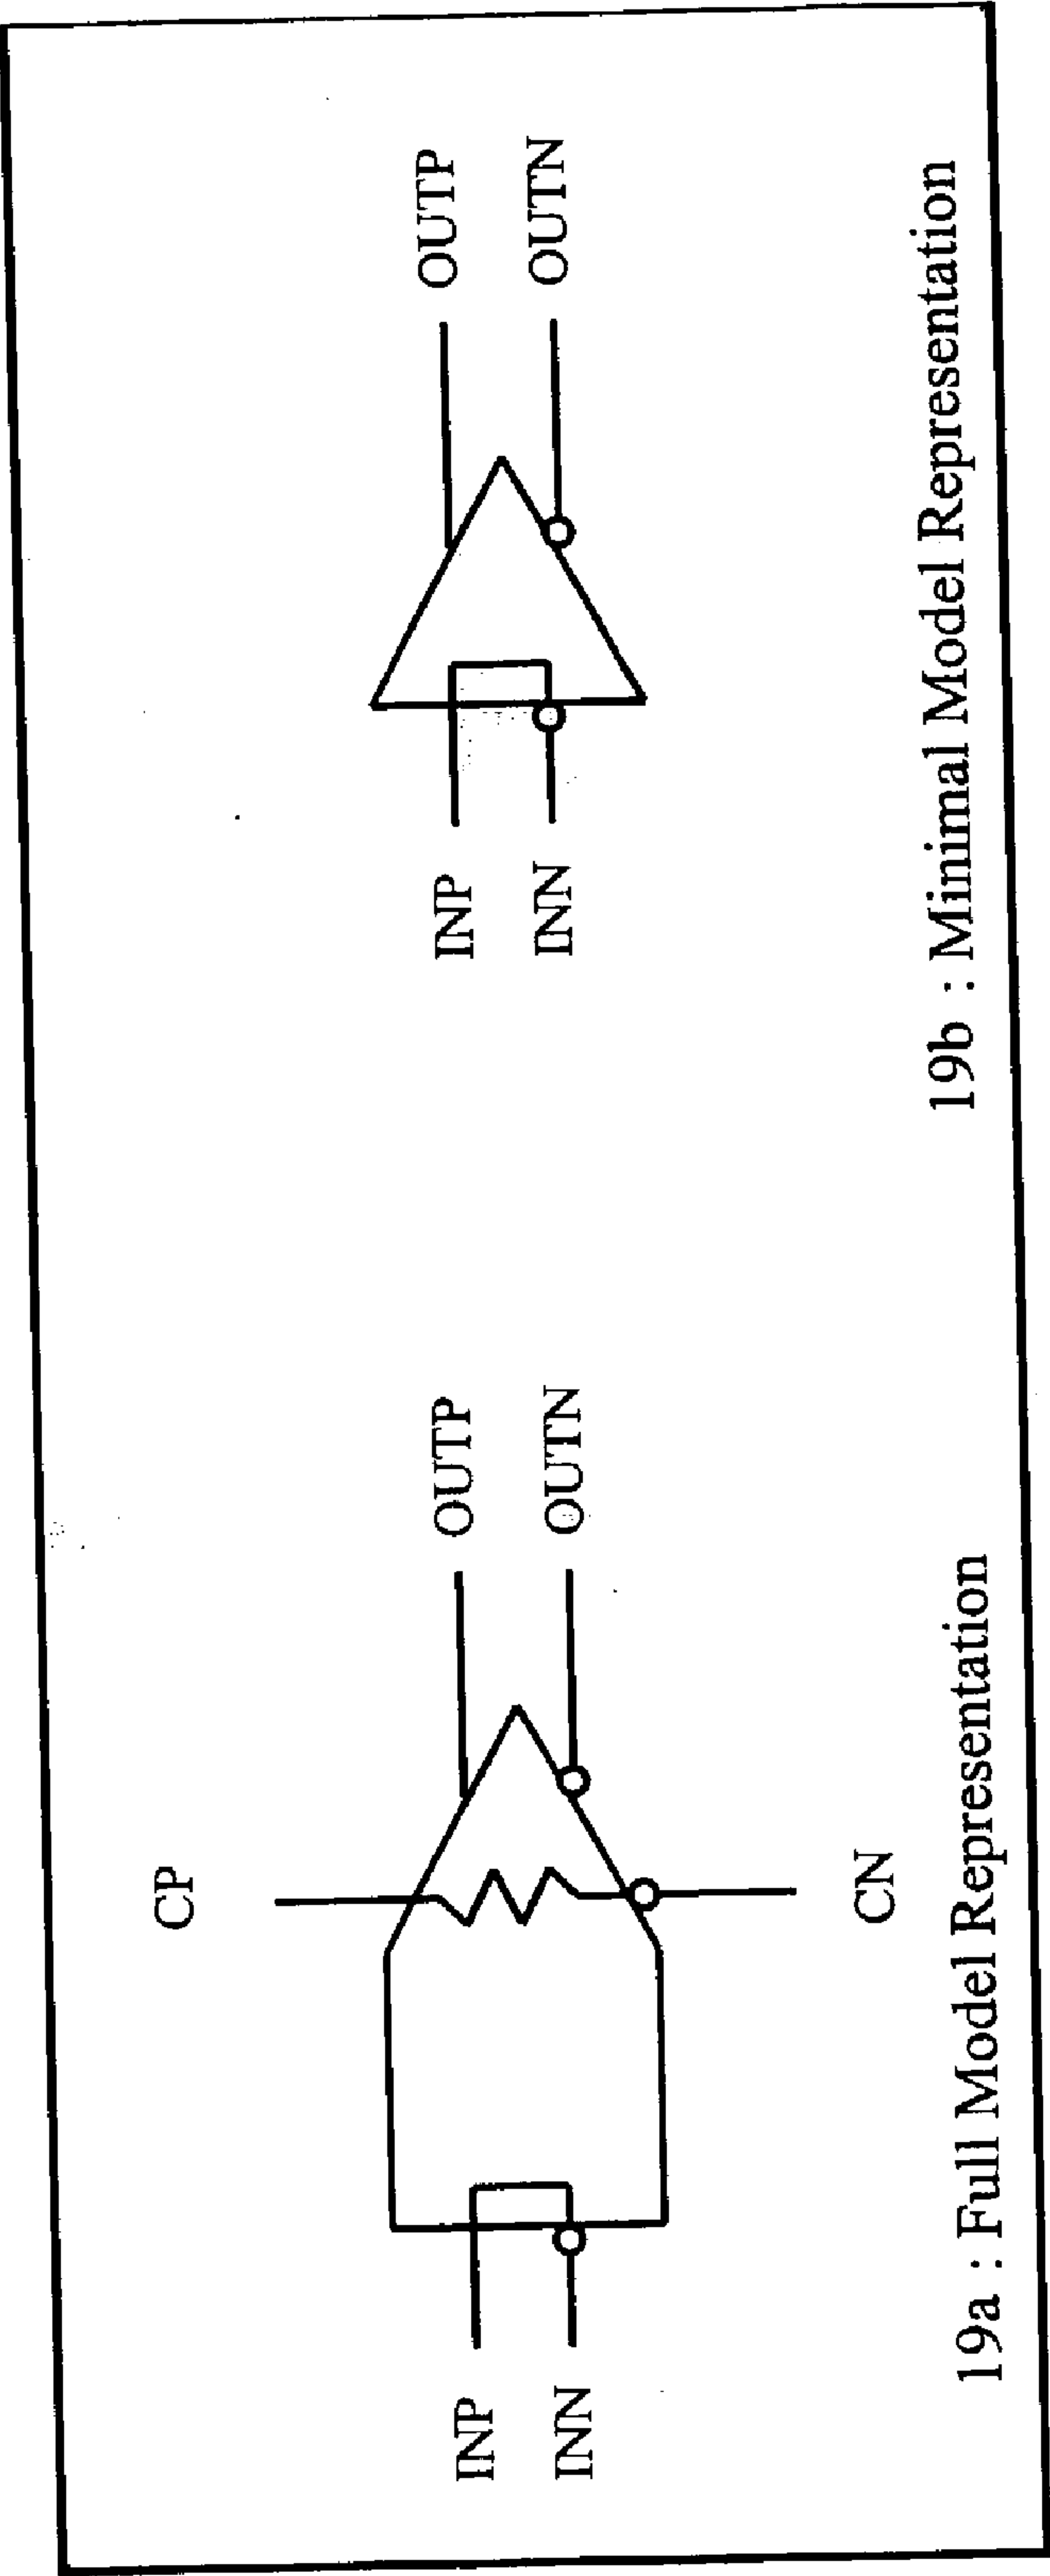 CP
INP
OUTP
INN
OUTN
CN
19a : Full Model Representation
INP
OUTP
INN
OUTN
19b : Minimal Model Representation